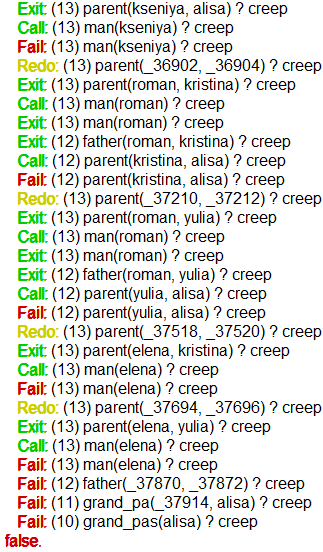 Exit: (13) parent(kseniya, alisa) ? creep
Call: (13) man(kseniya) ? creep
Fail: (13) man(kseniya) ? creep
Redo: (13) parent(_36902, _36904) ? creep
Exit: (13) parent(roman, kristina) ? creep
Call: (13) man(roman) ? creep
Exit: (13) man(roman) ? creep
Exit: (12) father(roman, kristina) ? creep
Call: (12) parent(kristina, alisa) ? creep
Fail: (12) parent(kristina, alisa) ? creep
Redo: (13) parent(_37210, _37212) ? creep
Exit: (13) parent(roman, yulia) ? creep
Call: (13) man(roman) ? creep
Exit: (13) man(roman) ? creep
Exit: (12) father(roman, yulia) ? creep
Call: (12) parent(yulia, alisa) ? creep
Fail: (12) parent(yulia, alisa) ? creep
Redo: (13) parent(_37518, _37520) ? creep
Exit: (13) parent(elena, kristina) ? creep
Call: (13) man(elena) ? creep
Fail: (13) man(elena) ? creep
Redo: (13) parent(_37694, _37696) ? creep
Exit: (13) parent(elena, yulia) ? creep
Call: (13) man(elena) ? creep
Fail: (13) man(elena) ? creep
Fail: (12) father(_37870, _37872) ? creep
Fail: (11) grand_pa(_37914, alisa) ? creep
Fail: (10) grand_pas(alisa) ? creep
false.